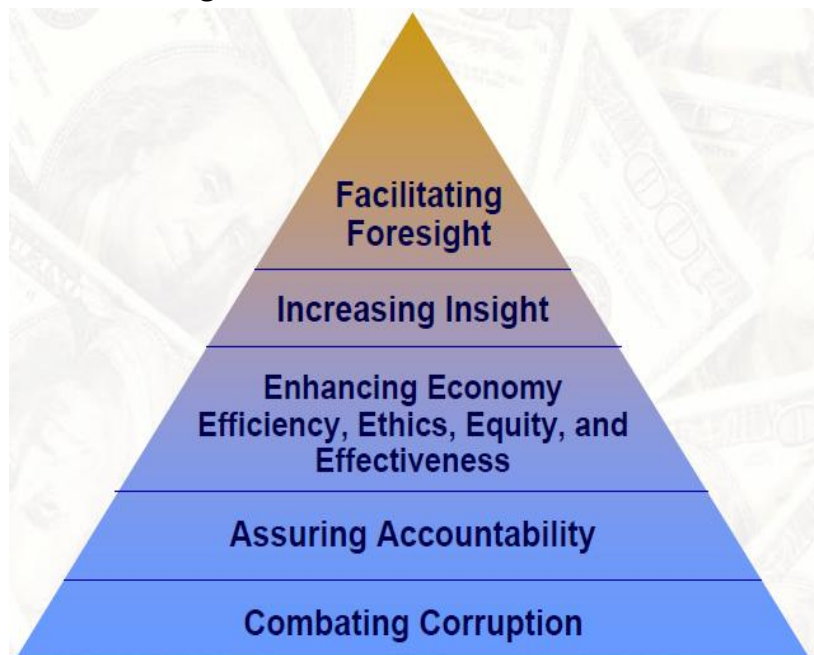 Facilitating
Foresight
Increasing Insight
Enhancing Economy
Efficiency, Ethics, Equity, and
Effectiveness
Assuring Accountability
Combating Corruption